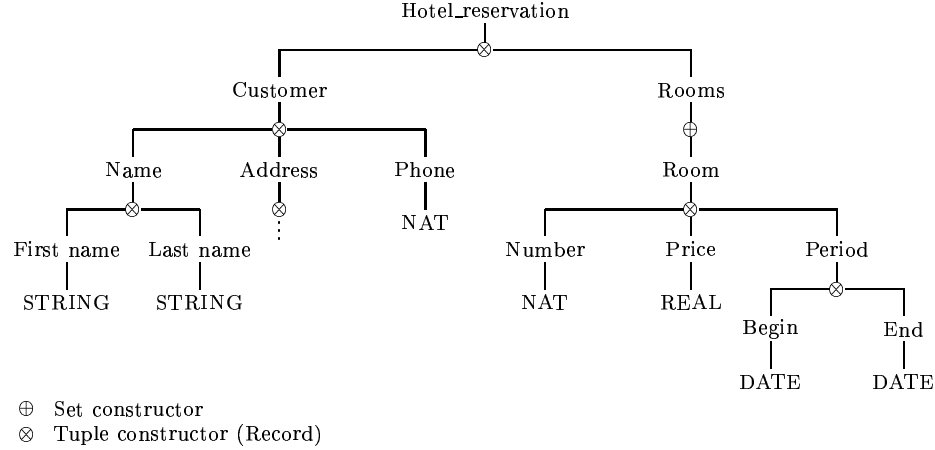 Hotel_reservation
Customer Rooms
Name Address Phone Room
NAT
First name Last name Number Price Period
STRING STRING NAT REAL
Begin End
DATE DATE
⊕ Set constructor
⊗ Tuple constructor (Record)